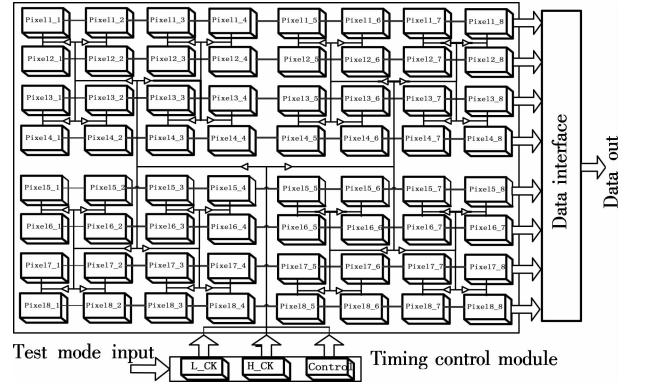 Pixel1_1 Pixel1_2 Pixel1_3 Pixel1_4 Pixel1_5 Pixel1_6 Pixel1_7 Pixel1_8
Pixel2_1 Pixel2_2 Pixel2_3 Pixel2_4 Pixel2_5 Pixel2_6 Pixel2_7 Pixel2_8
Pixel3_1 Pixel3_2 Pixel3_3 Pixel3_4 Pixel3_5 Pixel3_6 Pixel3_7 Pixel3_8
Pixel4_1 Pixel4_2 Pixel4_3 Pixel4_4 Pixel4_5 Pixel4_6 Pixel4_7 Pixel4_8
Pixel5_1 Pixel5_2 Pixel5_3 Pixel5_4 Pixel5_5 Pixel5_6 Pixel5_7 Pixel5_8
Pixel6_1 Pixel6_2 Pixel6_3 Pixel6_4 Pixel6_5 Pixel6_6 Pixel6_7 Pixel6_7
Pixel7_1 Pixel7_2 Pixel7_3 Pixel7_4 Pixel7_5 Pixel7_6 Pixel7_7 Pixel7_8
Pixel8_1 Pixel8_2 Pixel8_3 Pixel8_4 Pixel8_5 Pixel8_6 Pixel8_7 Pixel8_8
Data interface
Data out
Test mode input
L_CK H_CK Control
Timing control module